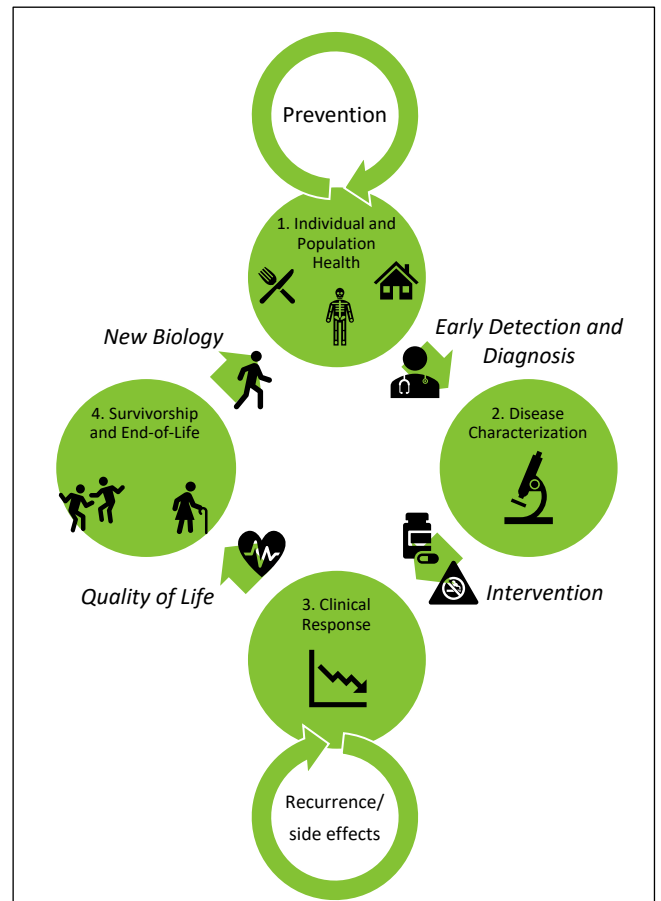 Prevention
1. Individual and
Population
Health
New Biology
Early Detection and
Diagnosis
4. Survivorship
and End-of-Life
2. Disease
Characterization
Quality of Life
Intervention
3. Clinical
Response
Recurrence/
side effects